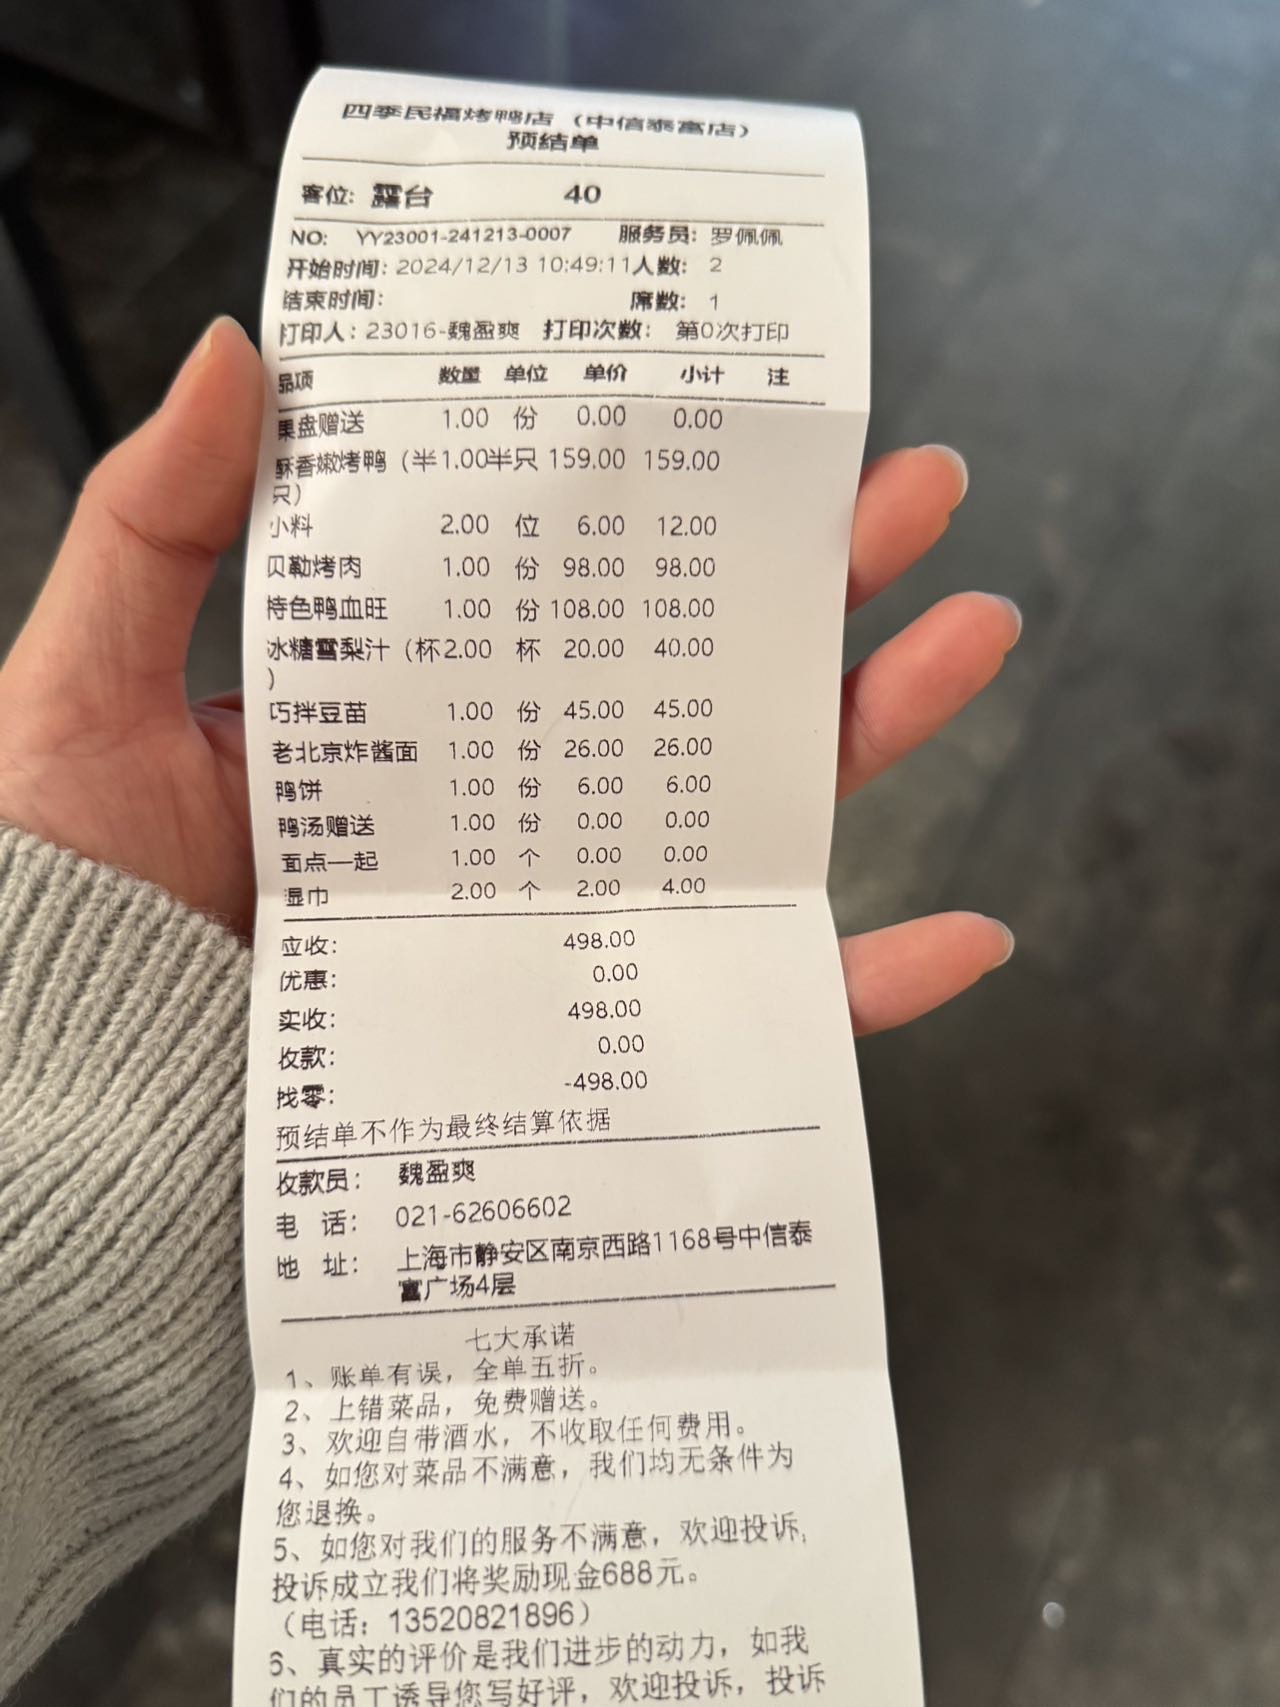 四季民福烤鸭店（中信泰富店）
预结单
客位: 露台 40
NO: YY23001-241213-0007 服务员: 罗佩佩
开始时间: 2024/12/13 10:49:11 人数: 2
结束时间: 席数: 1
打印人: 23016-魏盈爽 打印次数: 第0次打印
品项 数量 单位 单价 小计 注
果盘赠送 1.00 份 0.00 0.00
酥香嫩烤鸭（半 1.00 半只 159.00 159.00
只）
小料 2.00 位 6.00 12.00
贝勒烤肉 1.00 份 98.00 98.00
特色鸭血旺 1.00 份 108.00 108.00
冰糖雪梨汁（杯 2.00 杯 20.00 40.00
）
巧拌豆苗 1.00 份 45.00 45.00
老北京炸酱面 1.00 份 26.00 26.00
鸭饼 1.00 份 6.00 6.00
鸭汤赠送 1.00 份 0.00 0.00
面点一起 1.00 个 0.00 0.00
湿巾 2.00 个 2.00 4.00
应收: 498.00
优惠: 0.00
实收: 498.00
收款: 0.00
找零: -498.00
预结单不作为最终结算依据
收款员: 魏盈爽
电 话: 021-62606602
地 址: 上海市静安区南京西路1168号中信泰
富广场4层
七大承诺
1、账单有误，全单五折。
2、上错菜品，免费赠送。
3、欢迎自带酒水，不收取任何费用。
4、如您对菜品不满意，我们均无条件为
您退换。
5、如您对我们的服务不满意，欢迎投诉，
投诉成立我们将奖励现金688元。
（电话：13520821896）
6、真实的评价是我们进步的动力，如我
们的员工诱导您写好评，欢迎投诉，投诉